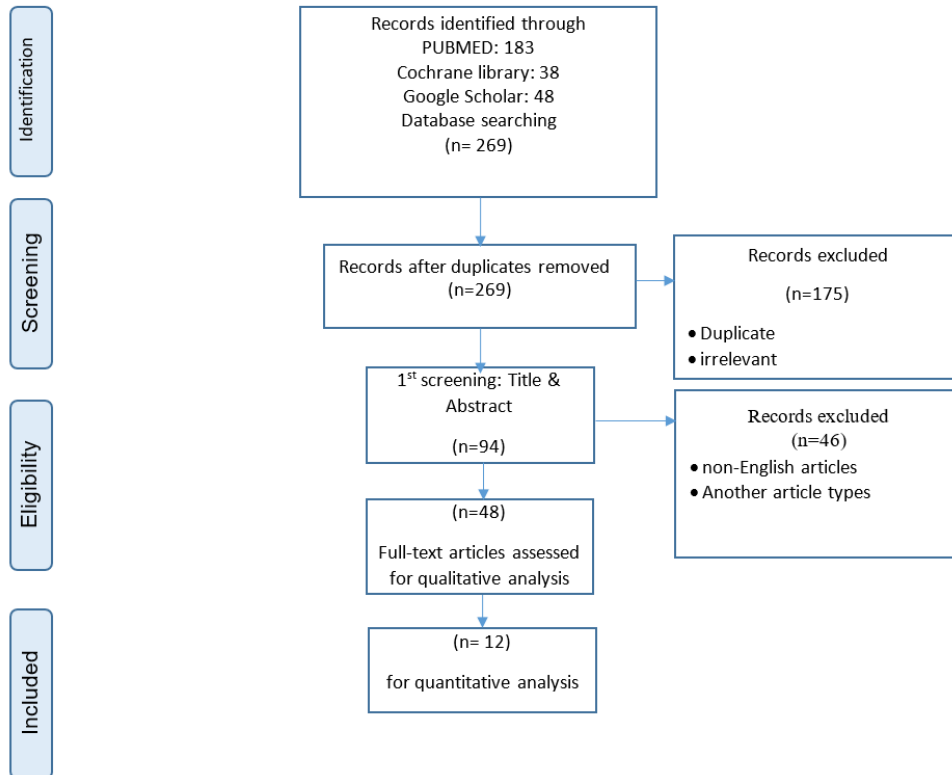 Identification
Records identified through
PUBMED: 183
Cochrane library: 38
Google Scholar: 48
Database searching
(n= 269)
Screening
Records after duplicates removed
(n=269)
Records excluded
(n=175)
• Duplicate
• irrelevant
1st screening: Title &
Abstract
(n=94)
Records excluded
(n=46)
• non-English articles
• Another article types
Eligibility
(n=48)
Full-text articles assessed
for qualitative analysis
Included
(n= 12)
for quantitative analysis